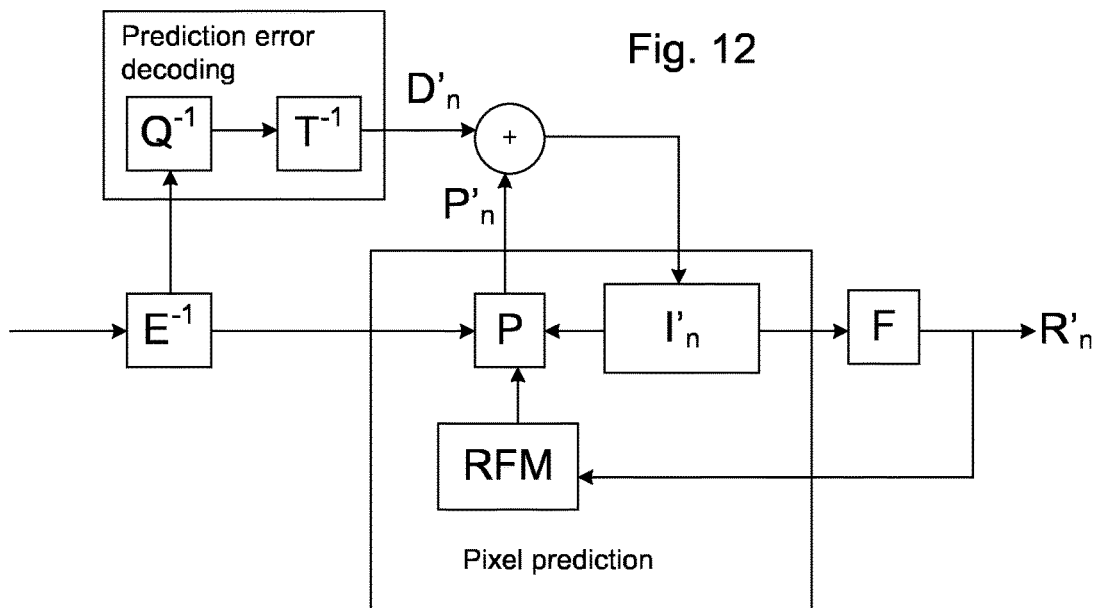 Prediction error
decoding
Fig. 12
Q⁻¹
T⁻¹
D'ₙ
+
P'ₙ
E⁻¹
P
I'ₙ
F
R'ₙ
RFM
Pixel prediction